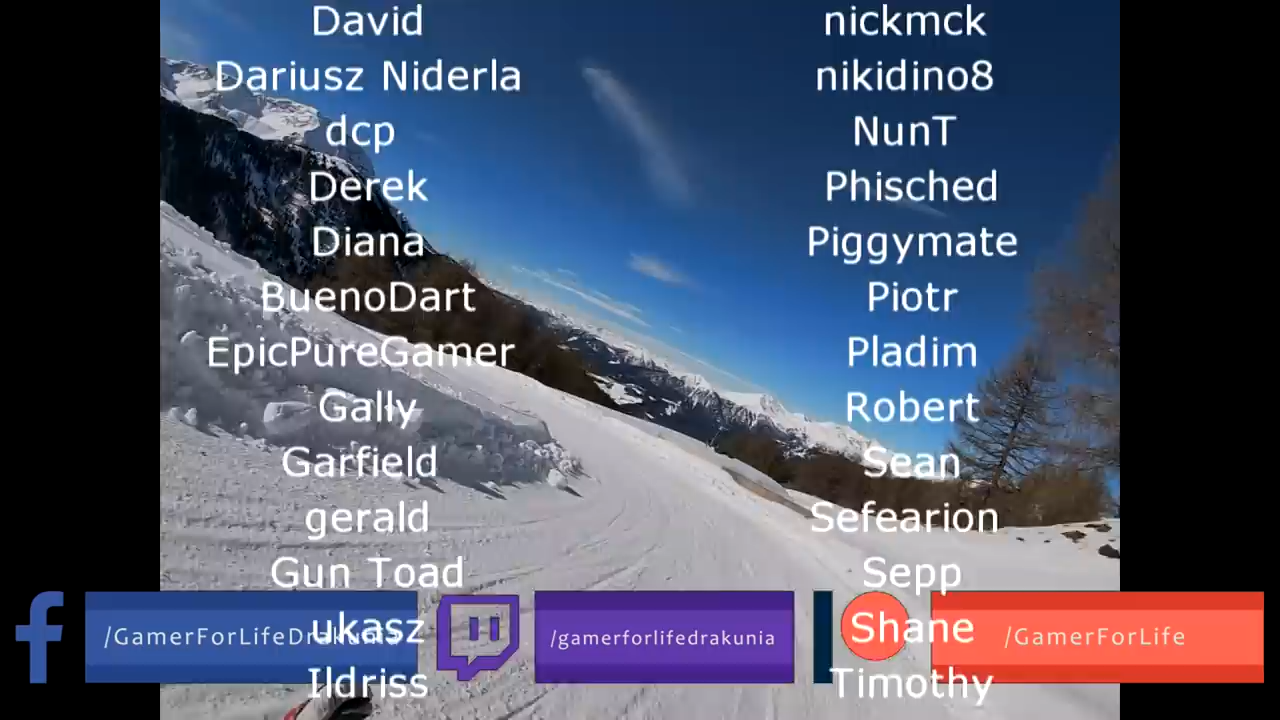 David
Dariusz Niderla
dcp
Derek
Diana
BuenoDart
EpicPureGamer
Gally
Garfield
gerald
Gun Toad
ukasz
Ildriss
nickmck
nikidino8
NunT
Phisched
Piggymate
Piotr
Pladim
Robert
Sean
Sefearion
Sepp
Shane
Timothy
/GamerForLifeDrakunia
/gamerforlifedrakunia
/GamerForLife